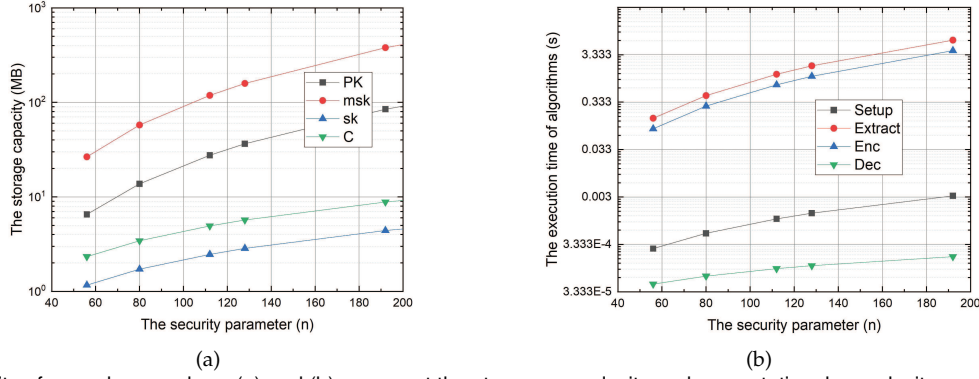 The storage capacity (MB)
10³
10²
10¹
10⁰
40 60 80 100 120 140 160 180 200
The security parameter (n)
PK
msk
sk
C
(a)
The execution time of algorithms (s)
3.333
0.333
0.033
0.003
3.333E-4
3.333E-5
40 60 80 100 120 140 160 180 200
The security parameter (n)
Setup
Extract
Enc
Dec
(b)